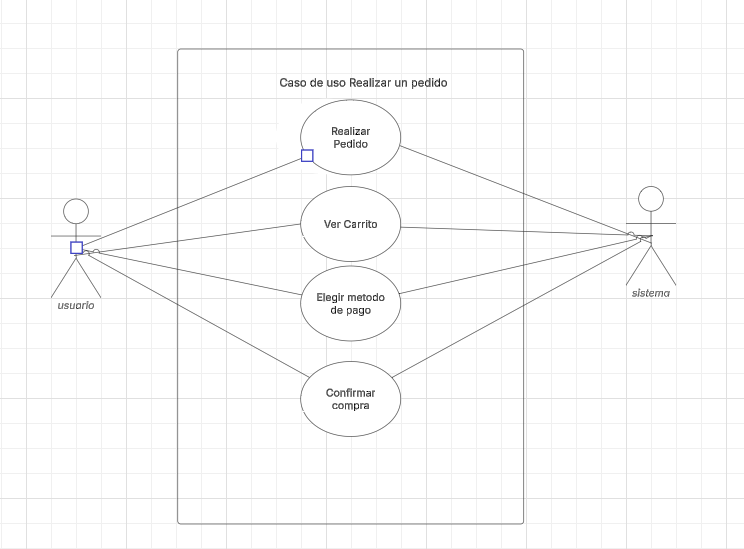 Caso de uso Realizar un pedido
Realizar
Pedido
Ver Carrito
Elegir metodo
de pago
Confirmar
compra
usuario
sistema